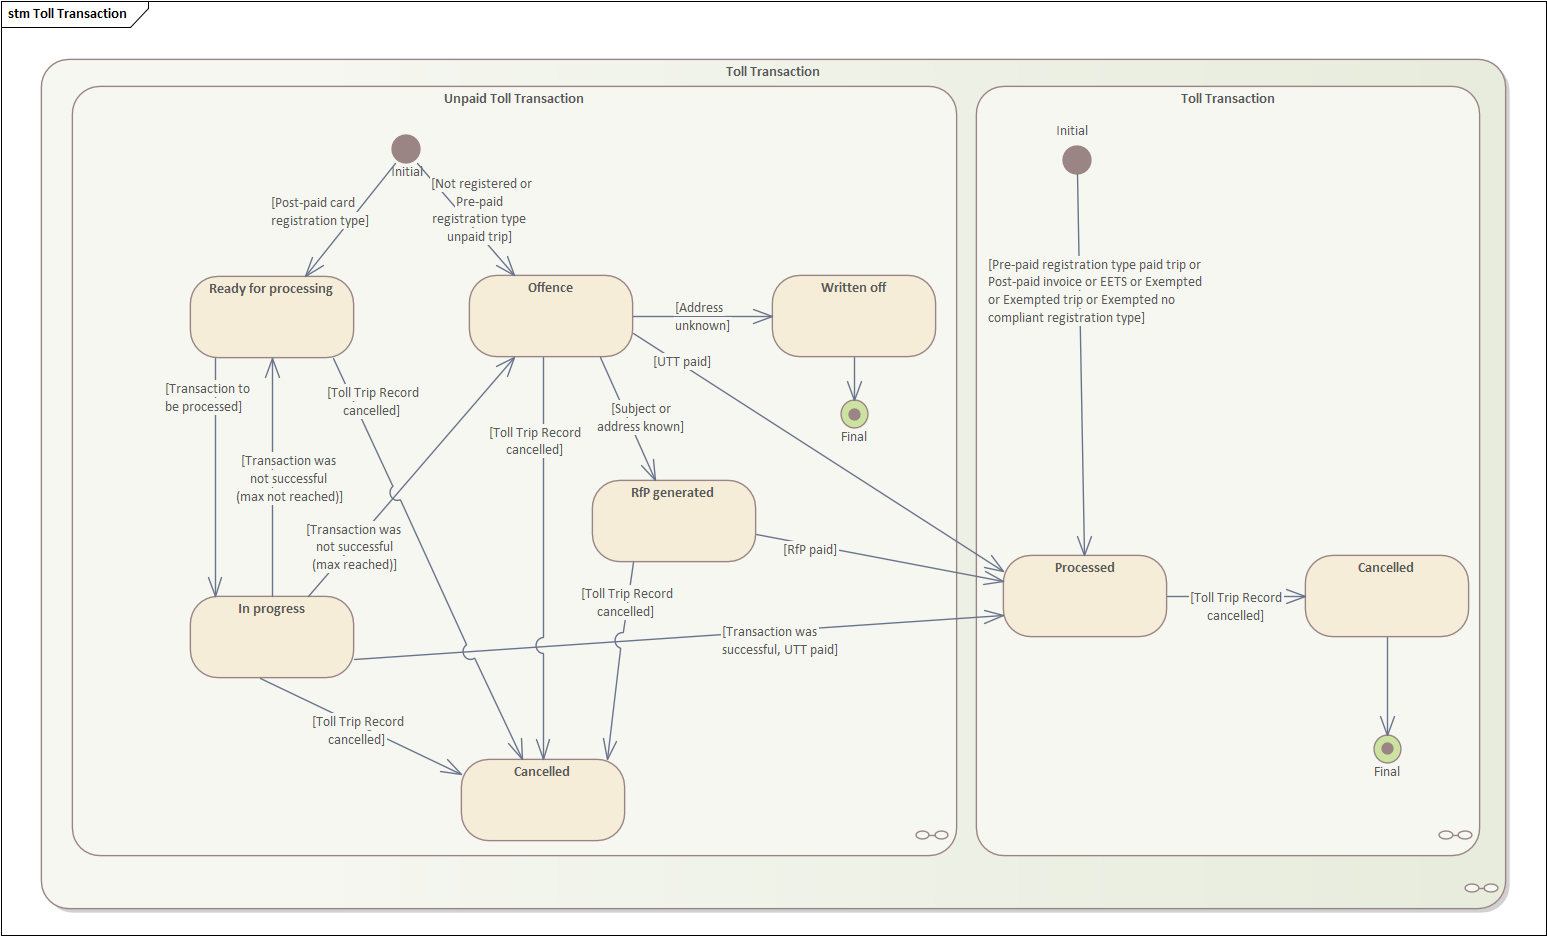 stm Toll Transaction
Toll Transaction
Unpaid Toll Transaction
Initial
[Post-paid card
registration type]
[Not registered or
Pre-paid
registration type
unpaid trip]
Ready for processing
Offence
Written off
[Address
unknown]
[UTT paid]
Final
[Transaction to
be processed]
[Toll Trip Record
cancelled]
[Transaction was
not successful
(max not reached)]
[Toll Trip Record
cancelled]
[Subject or
address known]
RfP generated
[Transaction was
not successful
(max reached)]
[RfP paid]
In progress
[Toll Trip Record
cancelled]
[Transaction was
successful, UTT paid]
[Toll Trip Record
cancelled]
Cancelled
Toll Transaction
Initial
[Pre-paid registration type paid trip or
Post-paid invoice or EETS or Exempted
or Exempted trip or Exempted no
compliant registration type]
Processed
[Toll Trip Record
cancelled]
Cancelled
Final